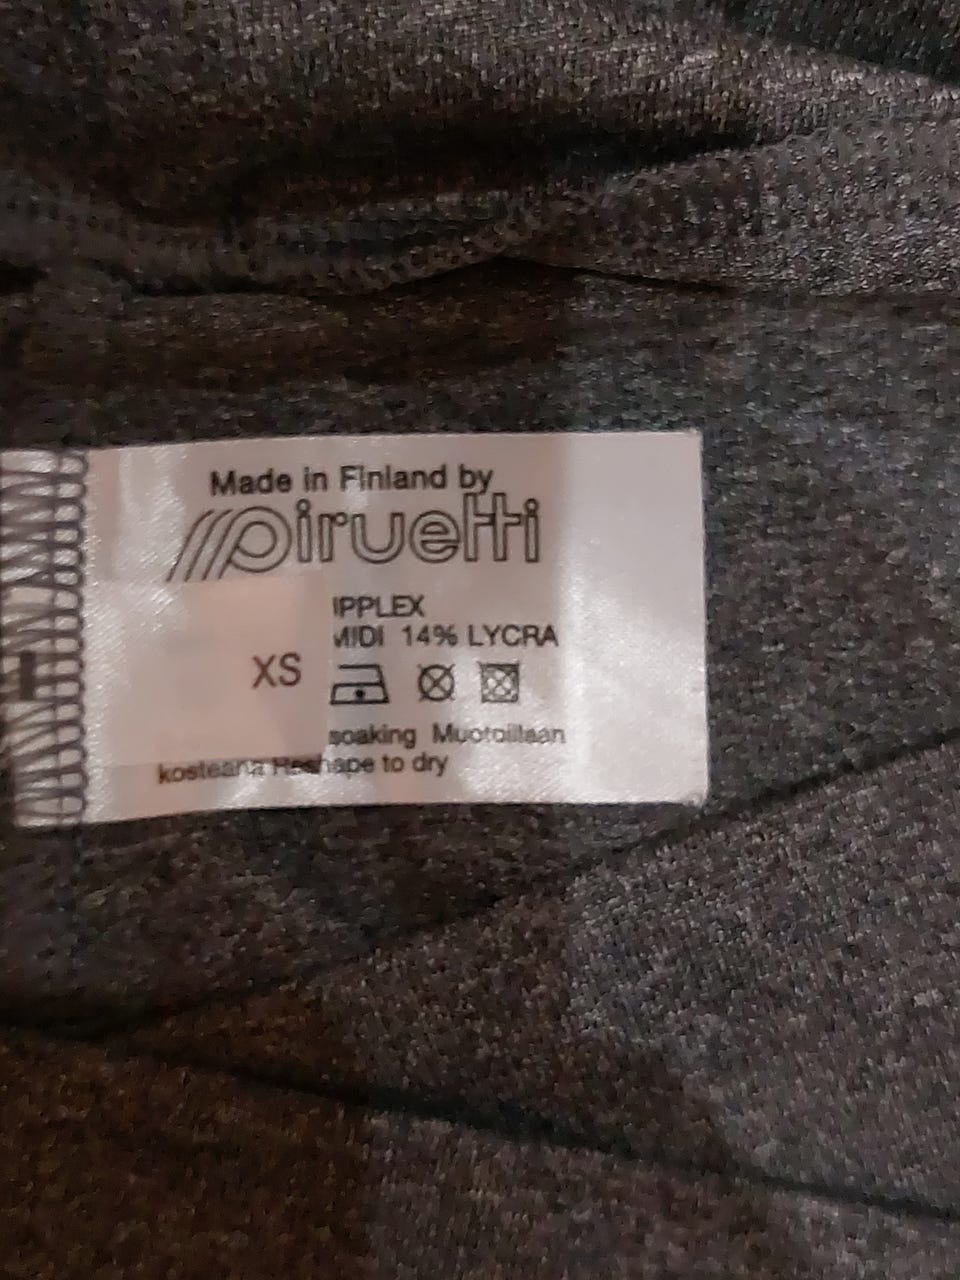 Made in Finland by
piruetti
IPPLEX
MIDI 14% LYCRA
XS
soaking Muotoillaan
kosteana Reshape to dry